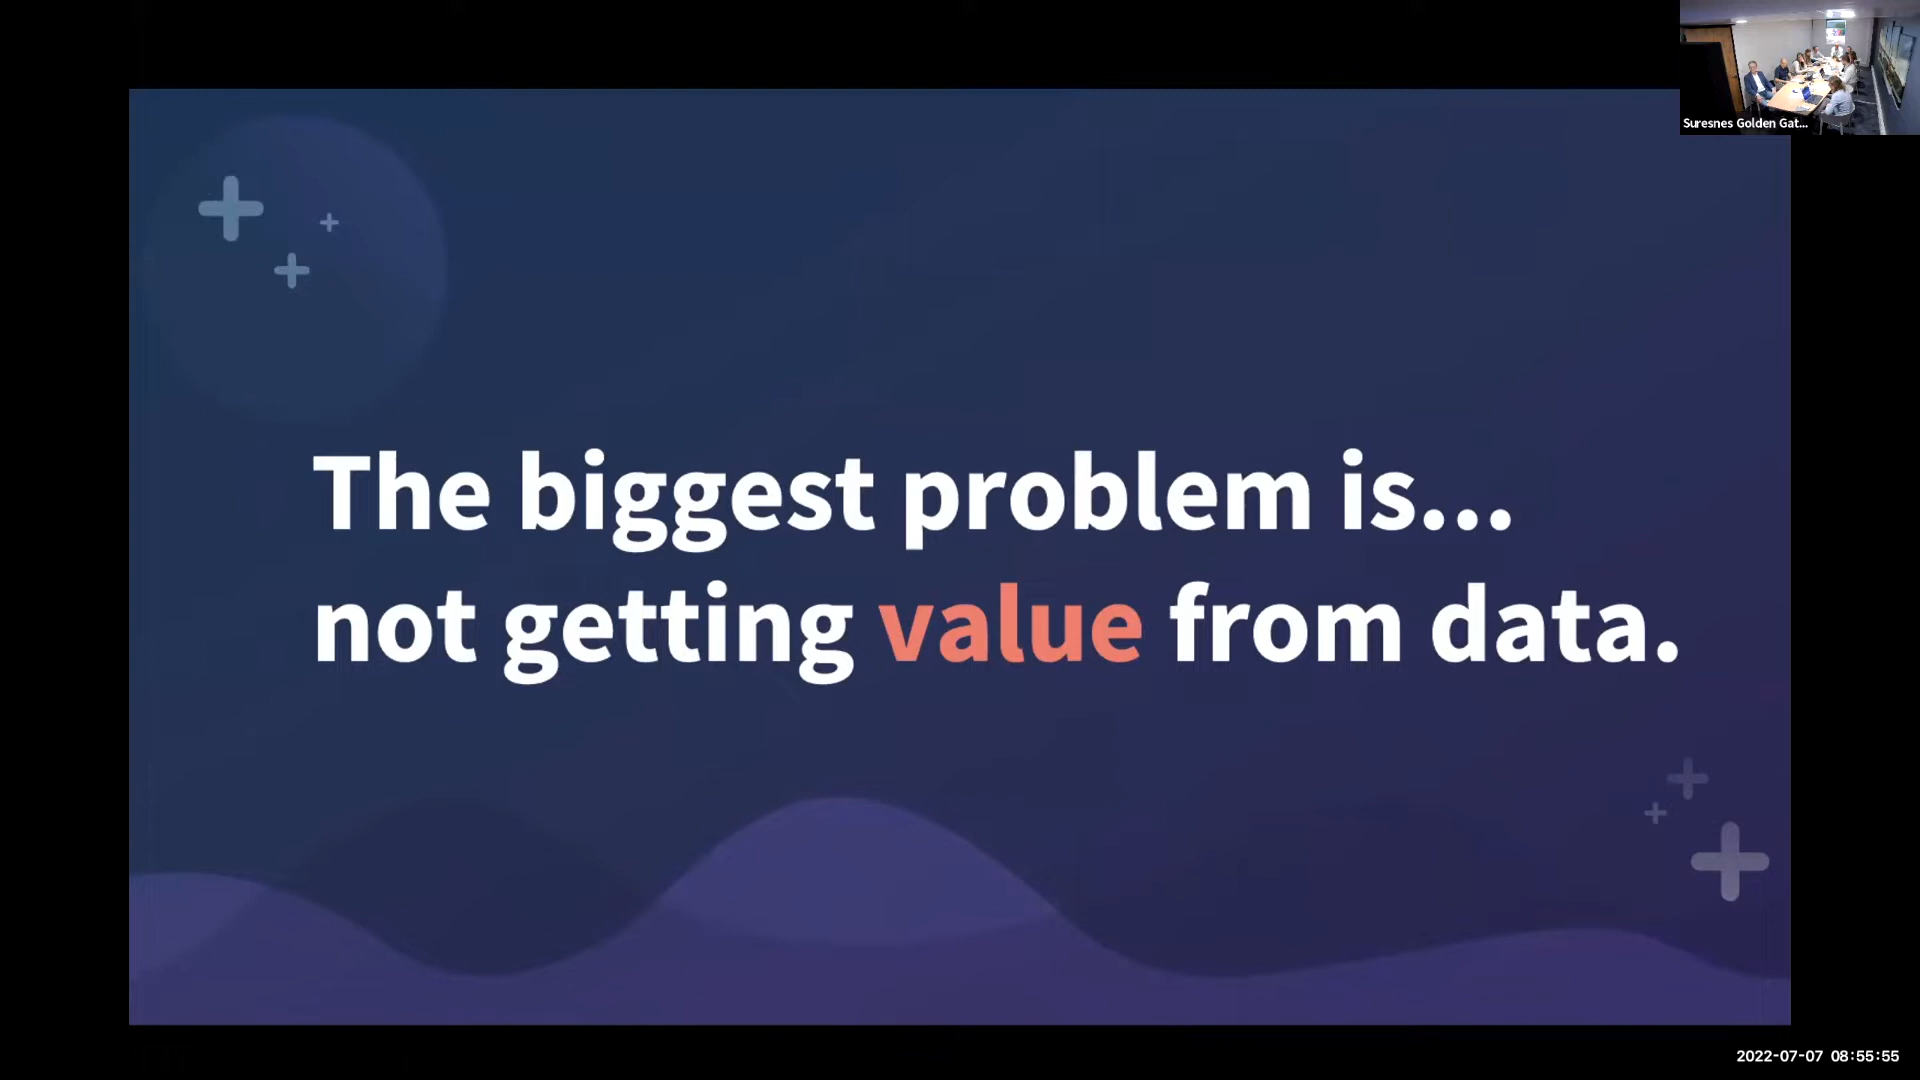 Suresnes Golden Gat...
The biggest problem is...
not getting value from data.
2022-07-07 08:55:55